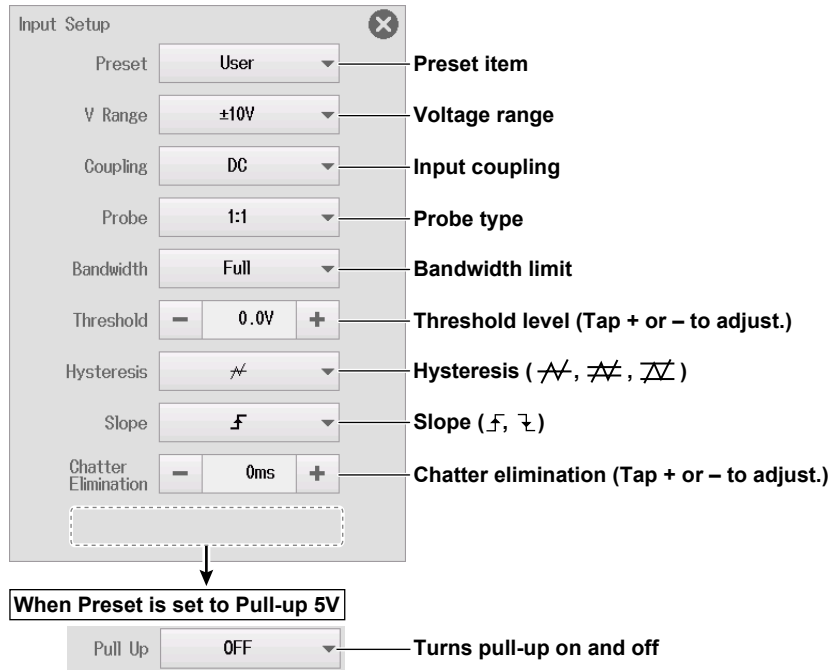 Input Setup
Preset User Preset item
V Range ±10V Voltage range
Coupling DC Input coupling
Probe 1:1 Probe type
Bandwidth Full Bandwidth limit
Threshold − 0.0V + Threshold level (Tap + or – to adjust.)
Hysteresis Hysteresis ( , , )
Slope Slope ( , )
Chatter
Elimination − 0ms + Chatter elimination (Tap + or – to adjust.)
When Preset is set to Pull-up 5V
Pull Up OFF Turns pull-up on and off